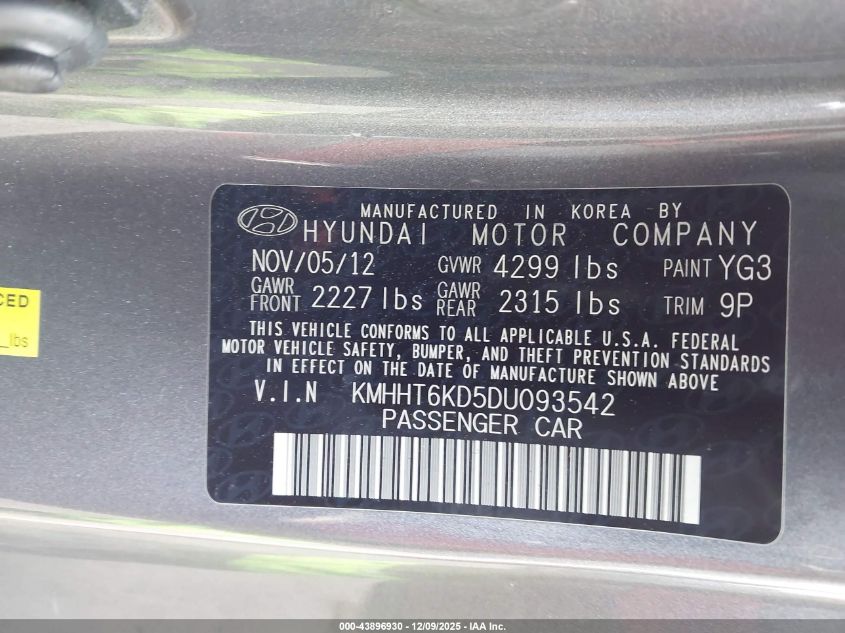 MANUFACTURED IN KOREA BY
HYUNDAI MOTOR COMPANY
NOV/05/12 GVWR 4299 lbs PAINT YG3
GAWR FRONT 2227 lbs GAWR REAR 2315 lbs TRIM 9P
THIS VEHICLE CONFORMS TO ALL APPLICABLE U.S.A. FEDERAL
MOTOR VEHICLE SAFETY, BUMPER, AND THEFT PREVENTION STANDARDS
IN EFFECT ON THE DATE OF MANUFACTURE SHOWN ABOVE
V.I.N KMHHT6KD5DU093542
PASSENGER CAR
lbs
000-43896930 - 12/09/2025 - IAA Inc.